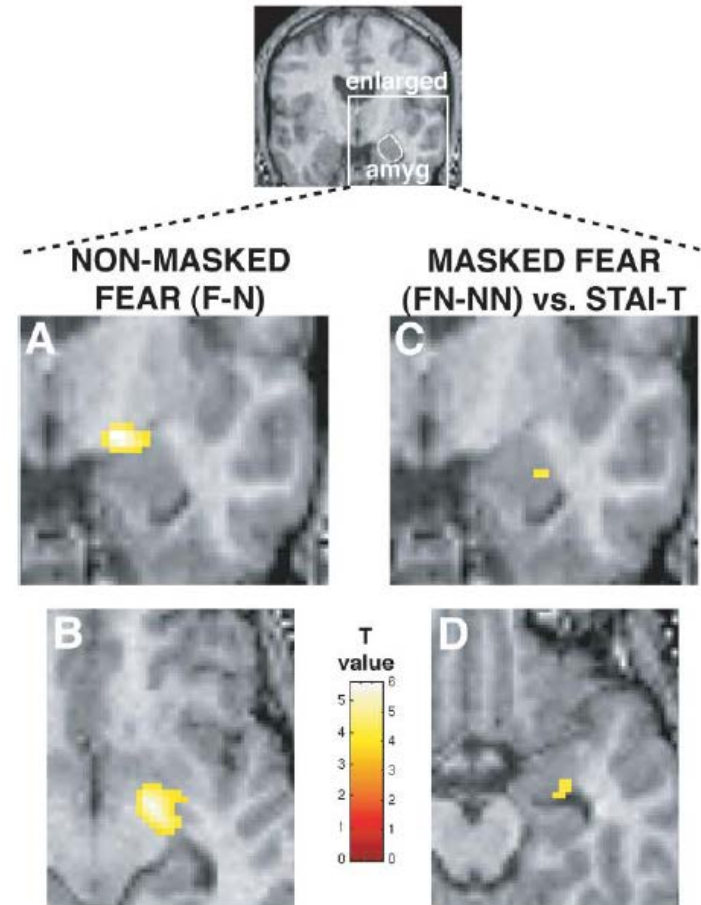 enlarged
amyg
NON-MASKED
FEAR (F-N)
MASKED FEAR
(FN-NN) vs. STAI-T
A
C
B
T
value
D
6
5
5
4
4
3
3
2
2
1
1
0
0